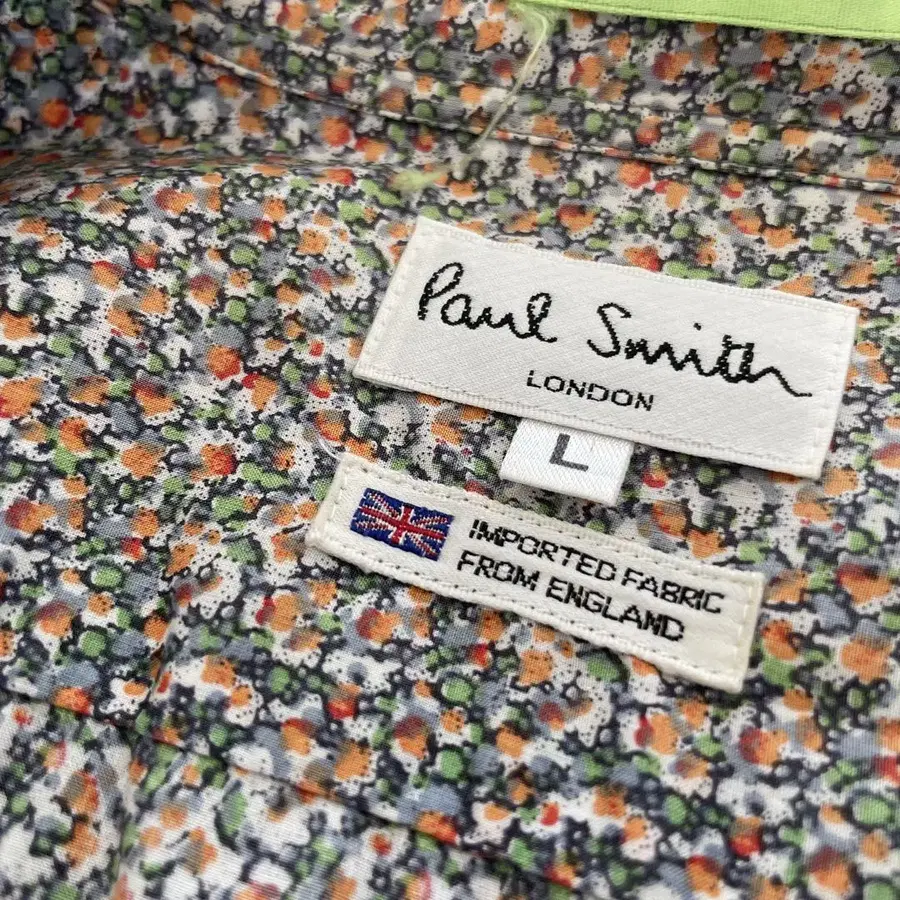 Paul Smith
LONDON
L
IMPORTED FABRIC
FROM ENGLAND